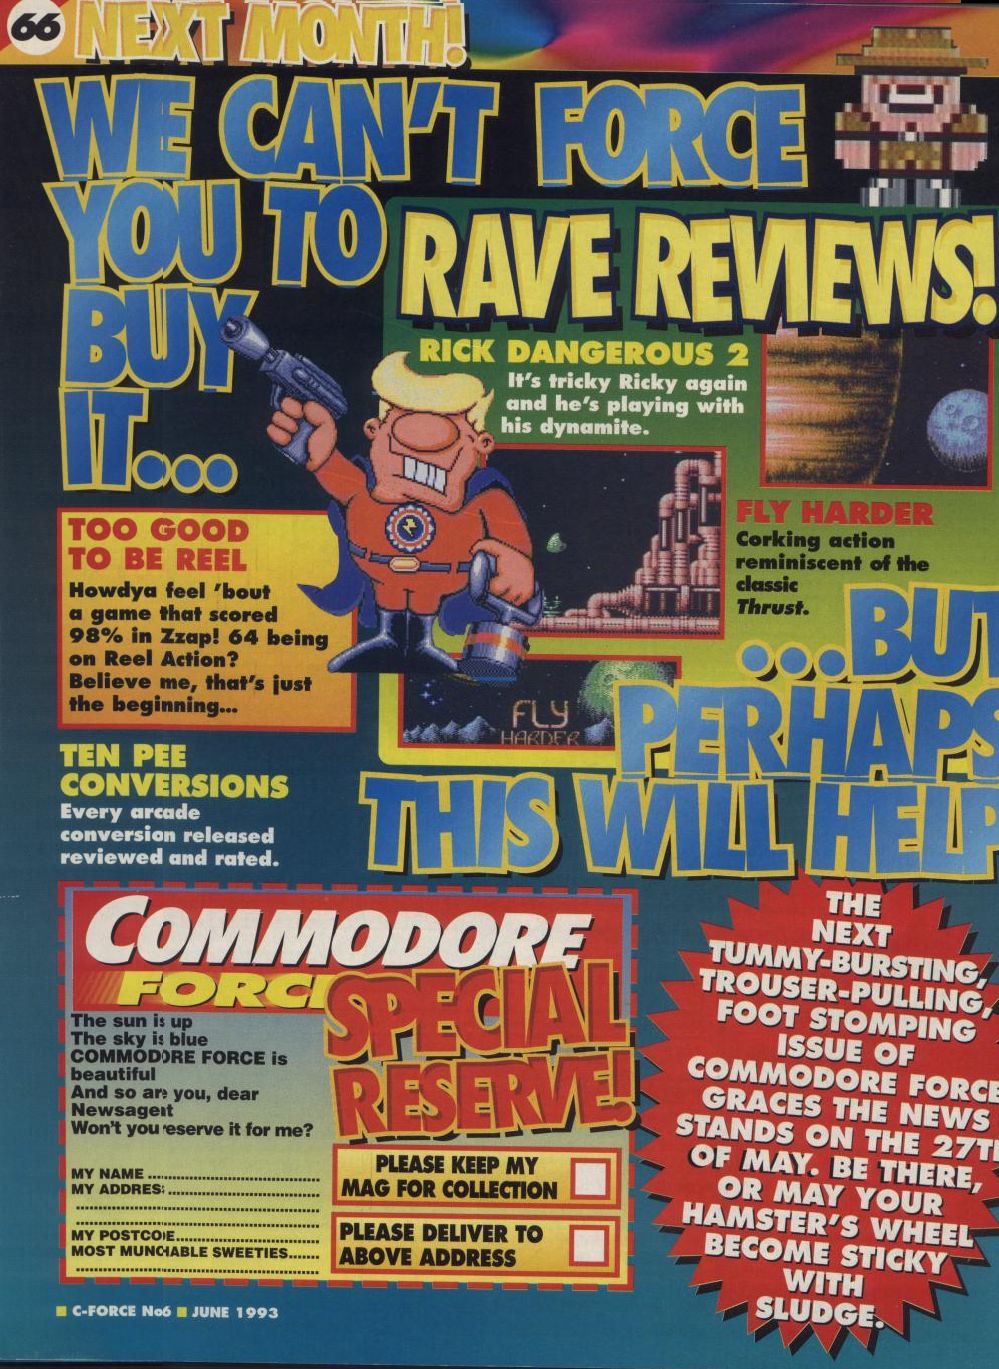 66
NEXT MONTH!
WE CAN'T FORCE
YOU TO
BUY
IT...
RAVE REVIEWS!
RICK DANGEROUS 2
It's tricky Ricky again
and he's playing with
his dynamite.
FLY HARDER
Corking action
reminiscent of the
classic
Thrust.
TOO GOOD
TO BE REEL
Howdya feel 'bout
a game that scored
98% in Zzap! 64 being
on Reel Action?
Believe me, that's just
the beginning...
FLY
HARDER
...BUT
PERHAPS
THIS WILL HELP
TEN PEE
CONVERSIONS
Every arcade
conversion released
reviewed and rated.
COMMODORE
FORCE
SPECIAL
RESERVE!
The sun is up
The sky is blue
COMMODORE FORCE is
beautiful
And so are you, dear
Newsagent
Won't you reserve it for me?
MY NAME
MY ADDRESS
MY POSTCODE
MOST MUNCHABLE SWEETIES
PLEASE KEEP MY
MAG FOR COLLECTION
PLEASE DELIVER TO
ABOVE ADDRESS
THE
NEXT
TUMMY-BURSTING,
TROUSER-PULLING,
FOOT STOMPING
ISSUE OF
COMMODORE FORCE
GRACES THE NEWS
STANDS ON THE 27TH
OF MAY. BE THERE,
OR MAY YOUR
HAMSTER'S WHEEL
BECOME STICKY
WITH
SLUDGE.
C-FORCE No6 JUNE 1993